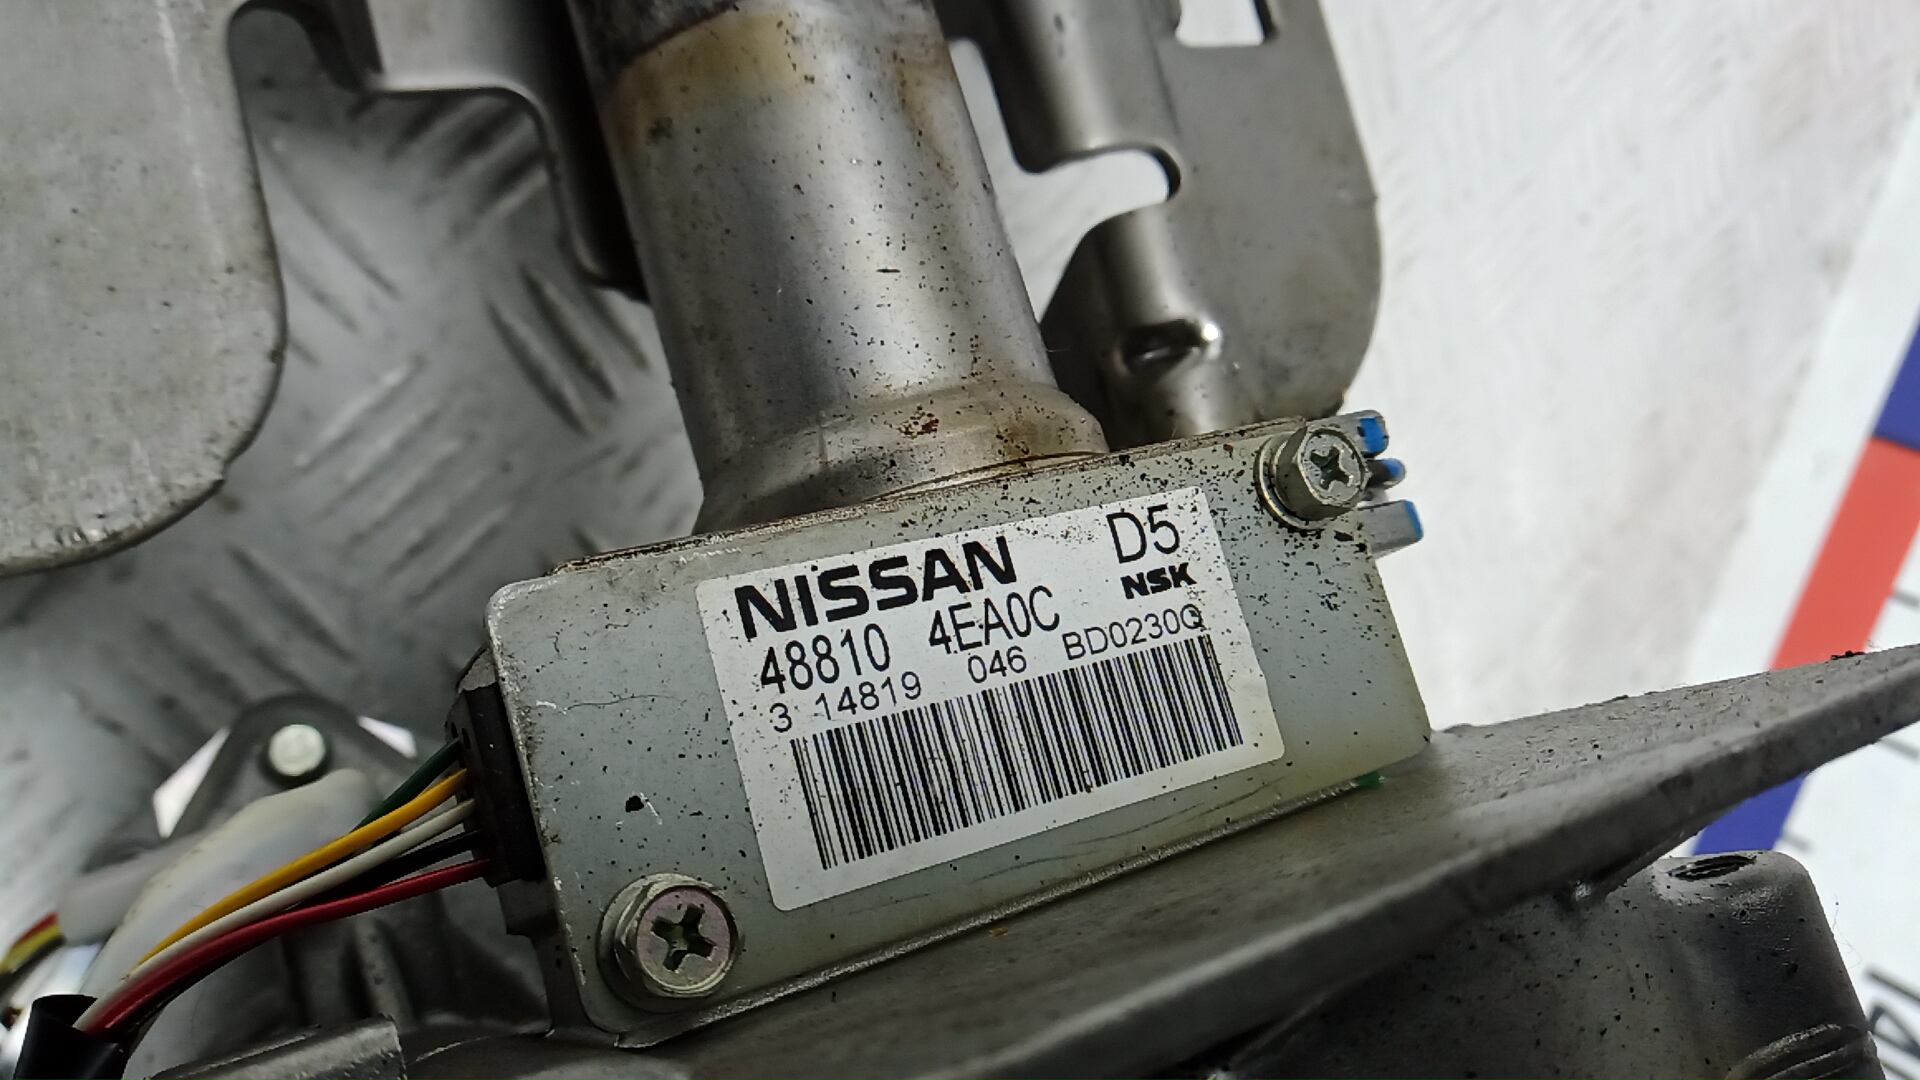 NISSAN D5
NSK
48810 4EA0C
3 14819 046 BD0230Q